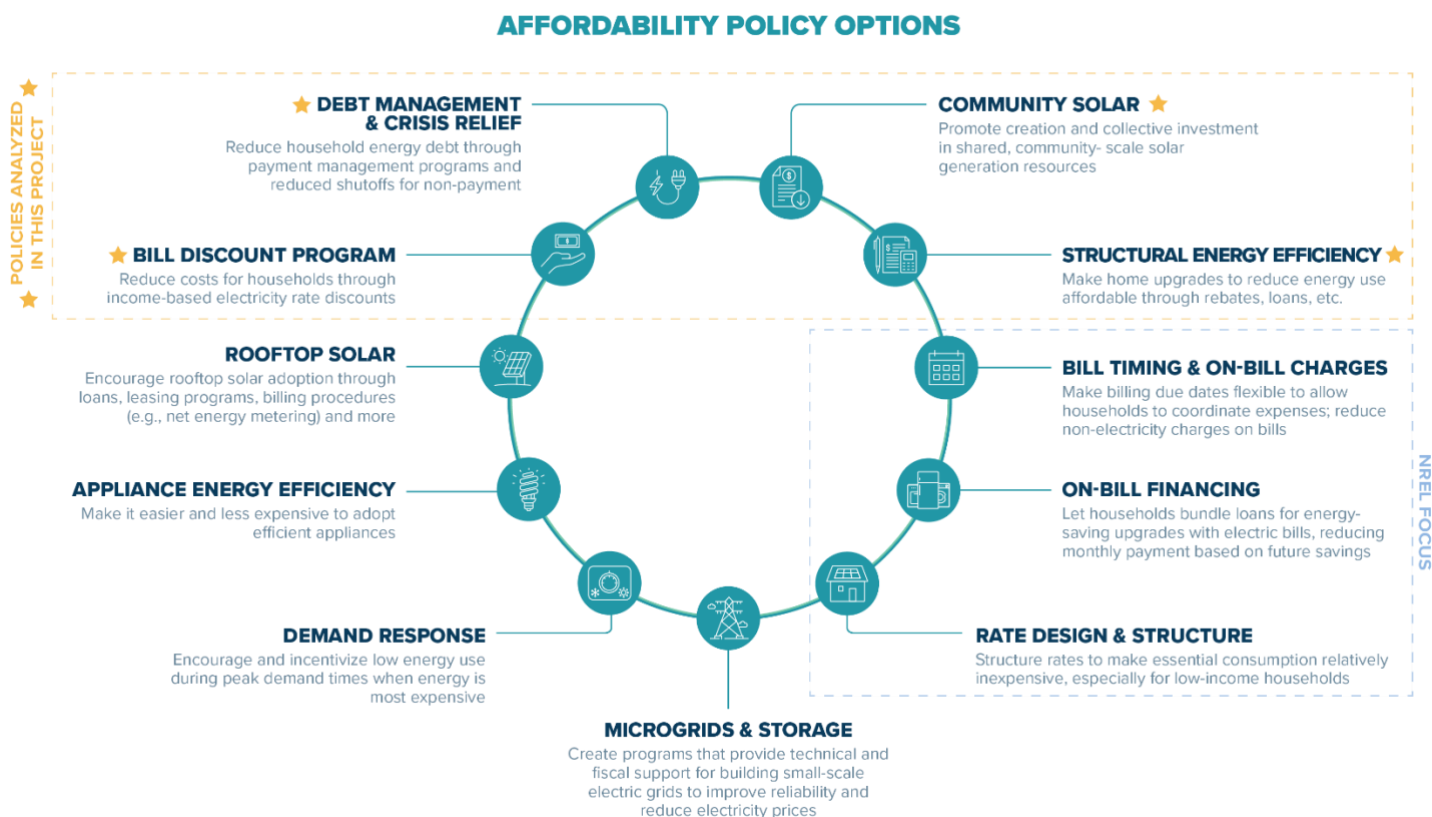 AFFORDABILITY POLICY OPTIONS
POLICIES ANALYZED
IN THIS PROJECT
DEBT MANAGEMENT
& CRISIS RELIEF
Reduce household energy debt through
payment management programs and
reduced shutoffs for non-payment
COMMUNITY SOLAR
Promote creation and collective investment
in shared, community- scale solar
generation resources
BILL DISCOUNT PROGRAM
Reduce costs for households through
income-based electricity rate discounts
STRUCTURAL ENERGY EFFICIENCY
Make home upgrades to reduce energy use
affordable through rebates, loans, etc.
ROOFTOP SOLAR
Encourage rooftop solar adoption through
loans, leasing programs, billing procedures
(e.g., net energy metering) and more
BILL TIMING & ON-BILL CHARGES
Make billing due dates flexible to allow
households to coordinate expenses; reduce
non-electricity charges on bills
NREL FOCUS
APPLIANCE ENERGY EFFICIENCY
Make it easier and less expensive to adopt
efficient appliances
ON-BILL FINANCING
Let households bundle loans for energy-
saving upgrades with electric bills, reducing
monthly payment based on future savings
DEMAND RESPONSE
Encourage and incentivize low energy use
during peak demand times when energy is
most expensive
RATE DESIGN & STRUCTURE
Structure rates to make essential consumption relatively
inexpensive, especially for low-income households
MICROGRIDS & STORAGE
Create programs that provide technical and
fiscal support for building small-scale
electric grids to improve reliability and
reduce electricity prices